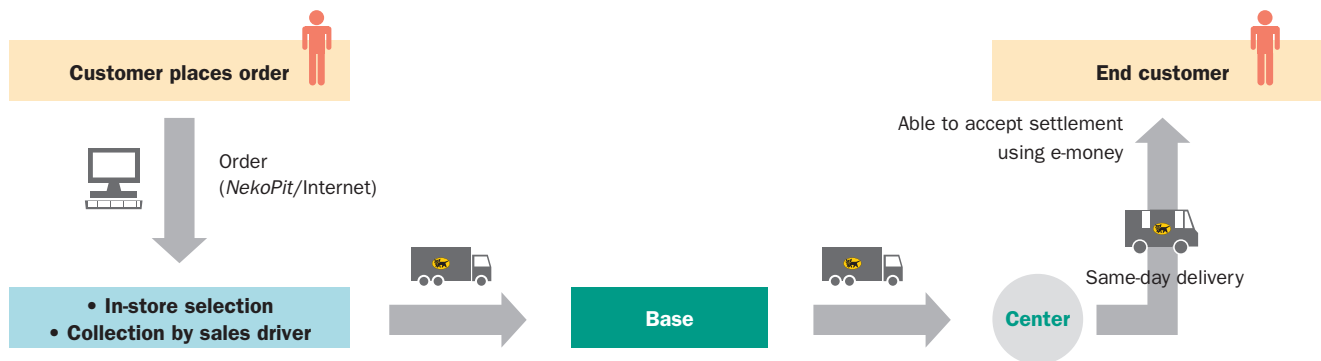 Customer places order
End customer
Order
(NekoPit/Internet)
Able to accept settlement
using e-money
Same-day delivery
• In-store selection
• Collection by sales driver
Base
Center